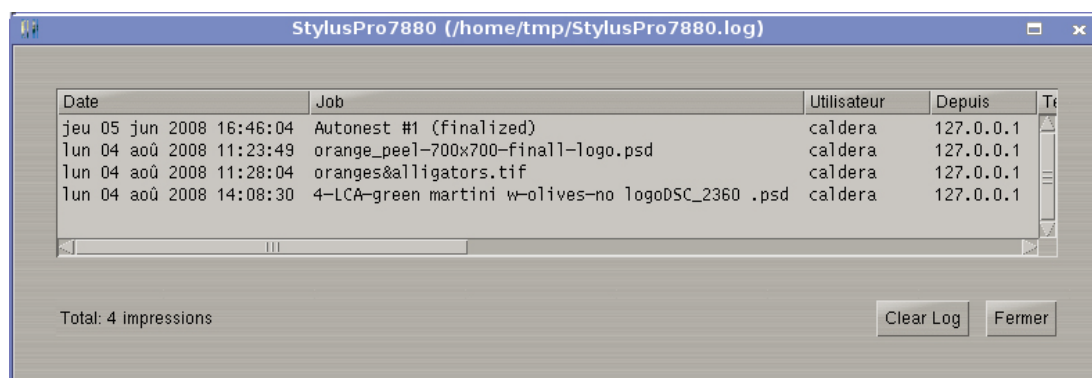 StylusPro7880 (/home/tmp/StylusPro7880.log)
Date Job Utilisateur Depuis
jeu 05 jun 2008 16:46:04 Autonest #1 (finalized) caldera 127.0.0.1
lun 04 aoû 2008 11:23:49 orange_peel-700x700-finall-logo.psd caldera 127.0.0.1
lun 04 aoû 2008 11:28:04 oranges&alligators.tif caldera 127.0.0.1
lun 04 aoû 2008 14:08:30 4-LCA-green martini w-olives-no logoDSC_2360 .psd caldera 127.0.0.1
Total: 4 impressions
Clear Log Fermer